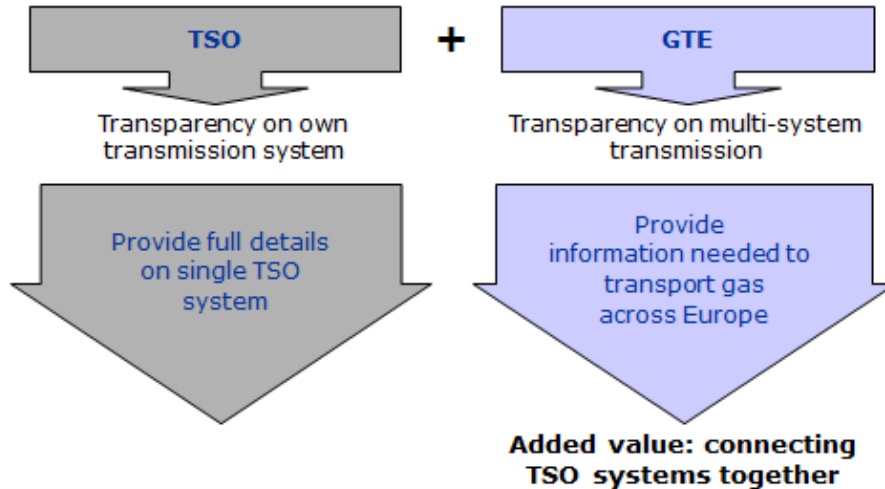 TSO
+
GTE
Transparency on own
transmission system
Transparency on multi-system
transmission
Provide full details
on single TSO
system
Provide
information needed to
transport gas
across Europe
Added value: connecting
TSO systems together